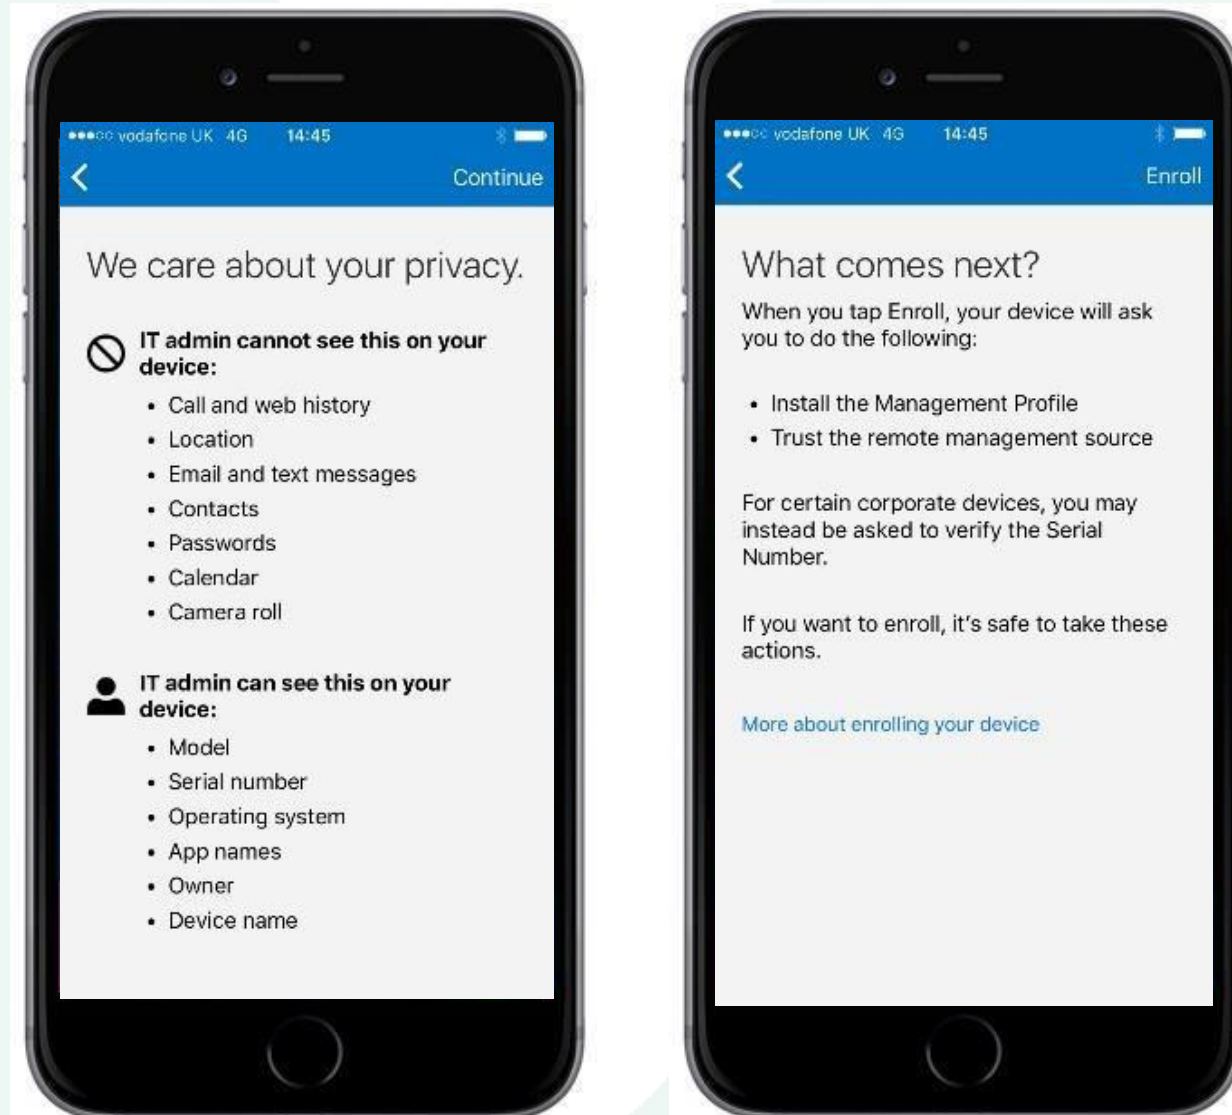 vodafone UK 4G 14:45
Continue
We care about your privacy.
IT admin cannot see this on your
device:
• Call and web history
• Location
• Email and text messages
• Contacts
• Passwords
• Calendar
• Camera roll
IT admin can see this on your
device:
• Model
• Serial number
• Operating system
• App names
• Owner
• Device name
vodafone UK 4G 14:45
Enroll
What comes next?
When you tap Enroll, your device will ask
you to do the following:
• Install the Management Profile
• Trust the remote management source
For certain corporate devices, you may
instead be asked to verify the Serial
Number.
If you want to enroll, it's safe to take these
actions.
More about enrolling your device